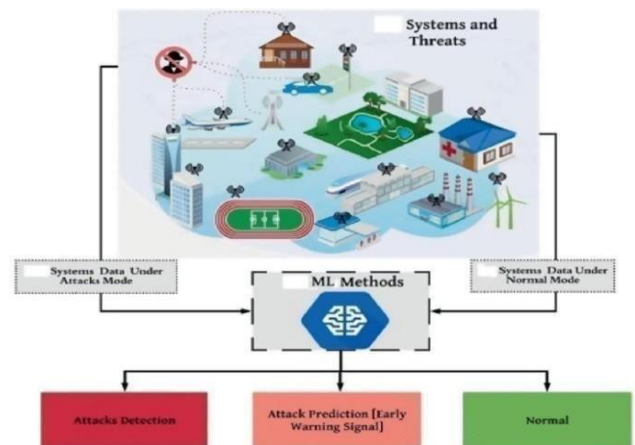 Systems and
Threats
Systems Data Under
Attacks Mode
ML Methods
Systems Data Under
Normal Mode
Attacks Detection
Attack Prediction [Early
Warning Signal]
Normal